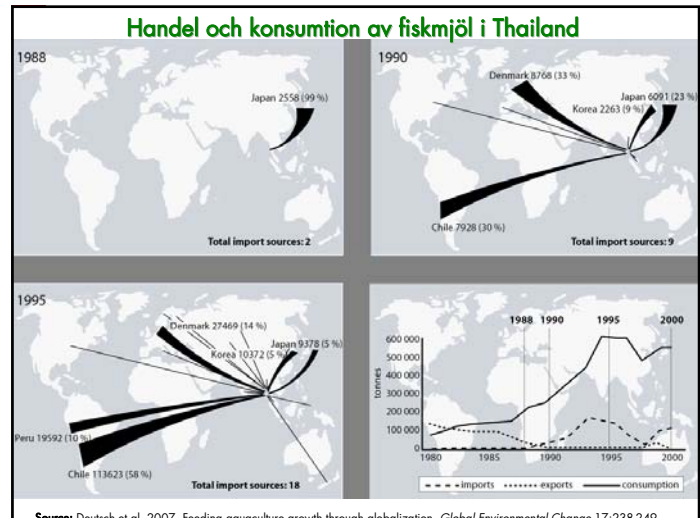 Handel och konsumtion av fiskmjöl i Thailand
1988
Japan 2558 (99 %)
Total import sources: 2
1990
Denmark 8768 (33 %)
Japan 6091 (23 %)
Korea 2263 (9 %)
Chile 7928 (30 %)
Total import sources: 9
1995
Denmark 27469 (14 %)
Japan 9378 (5 %)
Korea 10372 (5 %)
Peru 19592 (10 %)
Chile 113623 (58 %)
Total import sources: 18
1988 1990 1995 2000
600 000
500 000
400 000
300 000
200 000
100 000
0
tonnes
1980 1985 1990 1995 2000
imports exports consumption
Source: Deutsch et al. 2007. Feeding aquaculture growth through globalization. Global Environmental Change 17:238-249